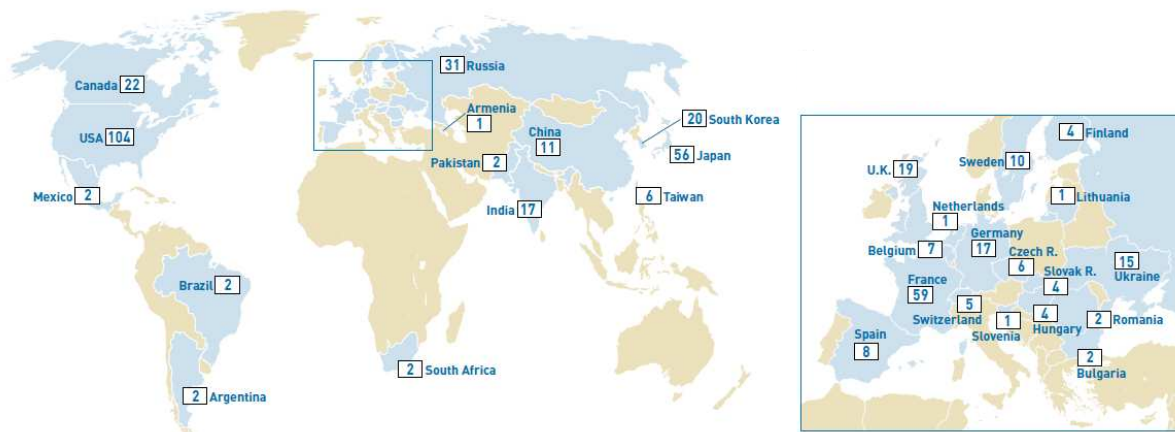 Canada 22
USA 104
Mexico 2
Brazil 2
Argentina 2
31 Russia
Armenia
1
China
11
Pakistan 2
India 17
20 South Korea
56 Japan
6 Taiwan
2 South Africa
4 Finland
Sweden 10
U.K. 19
1 Lithuania
Netherlands
1
Germany
17
Belgium 7
Czech R.
6
15
Ukraine
Slovak R.
4
France
59
5
Switzerland
1
Slovenia
4
Hungary
2 Romania
Spain
8
2
Bulgaria